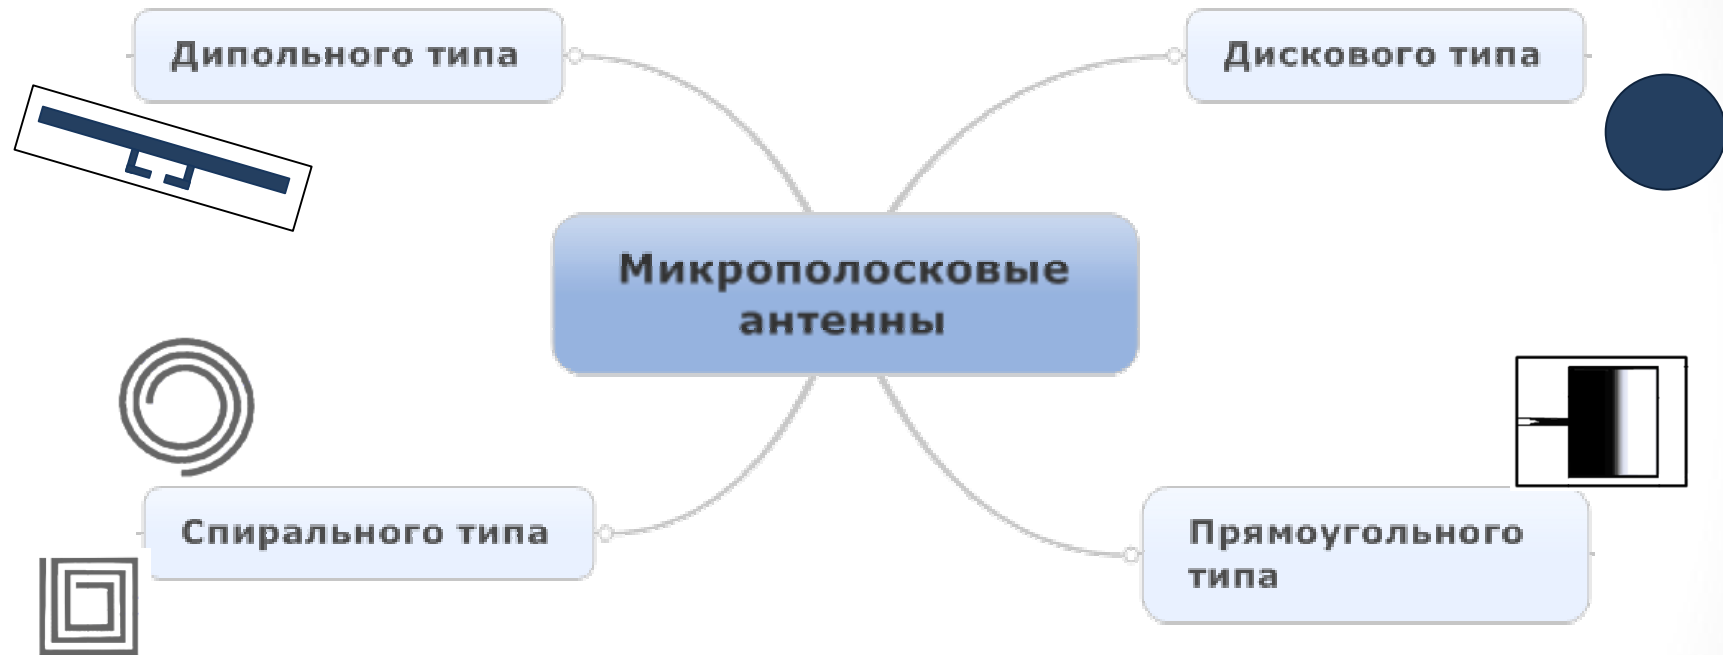 Дипольного типа
Дискового типа
Микрополосковые
антенны
Спирального типа
Прямоугольного
типа